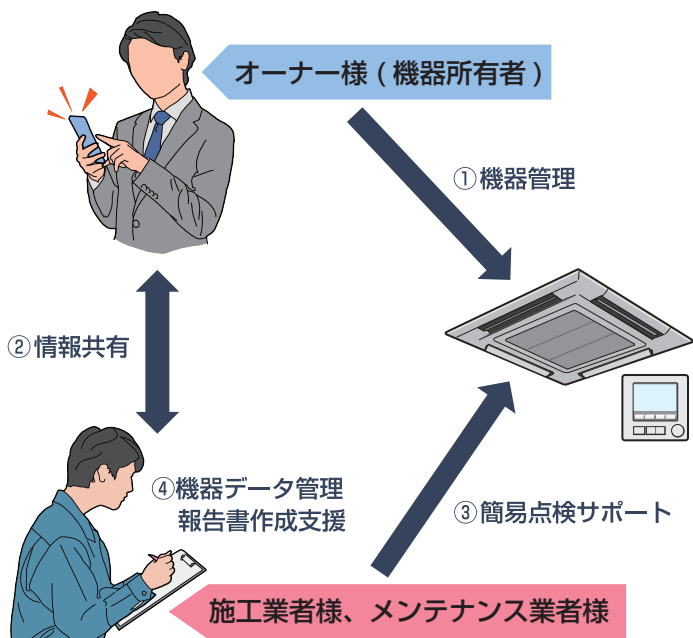 オーナー様 ( 機器所有者 )
①機器管理
②情報共有
④機器データ管理
報告書作成支援
③簡易点検サポート
施工業者様、メンテナンス業者様